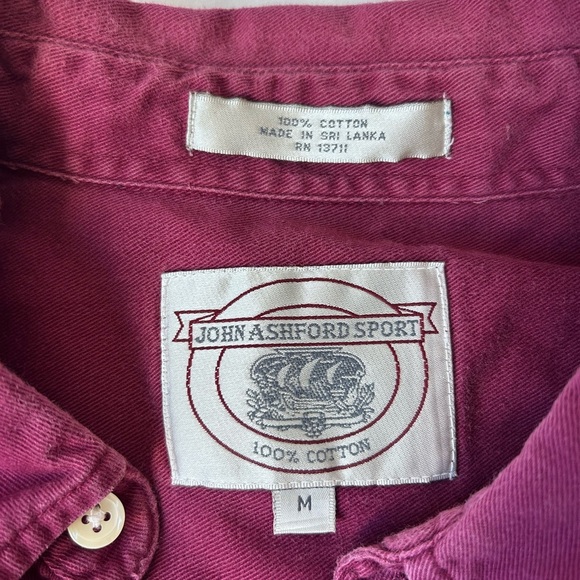 100% COTTON
MADE IN SRI LANKA
RN 13711
JOHN ASHFORD SPORT
100% COTTON
M